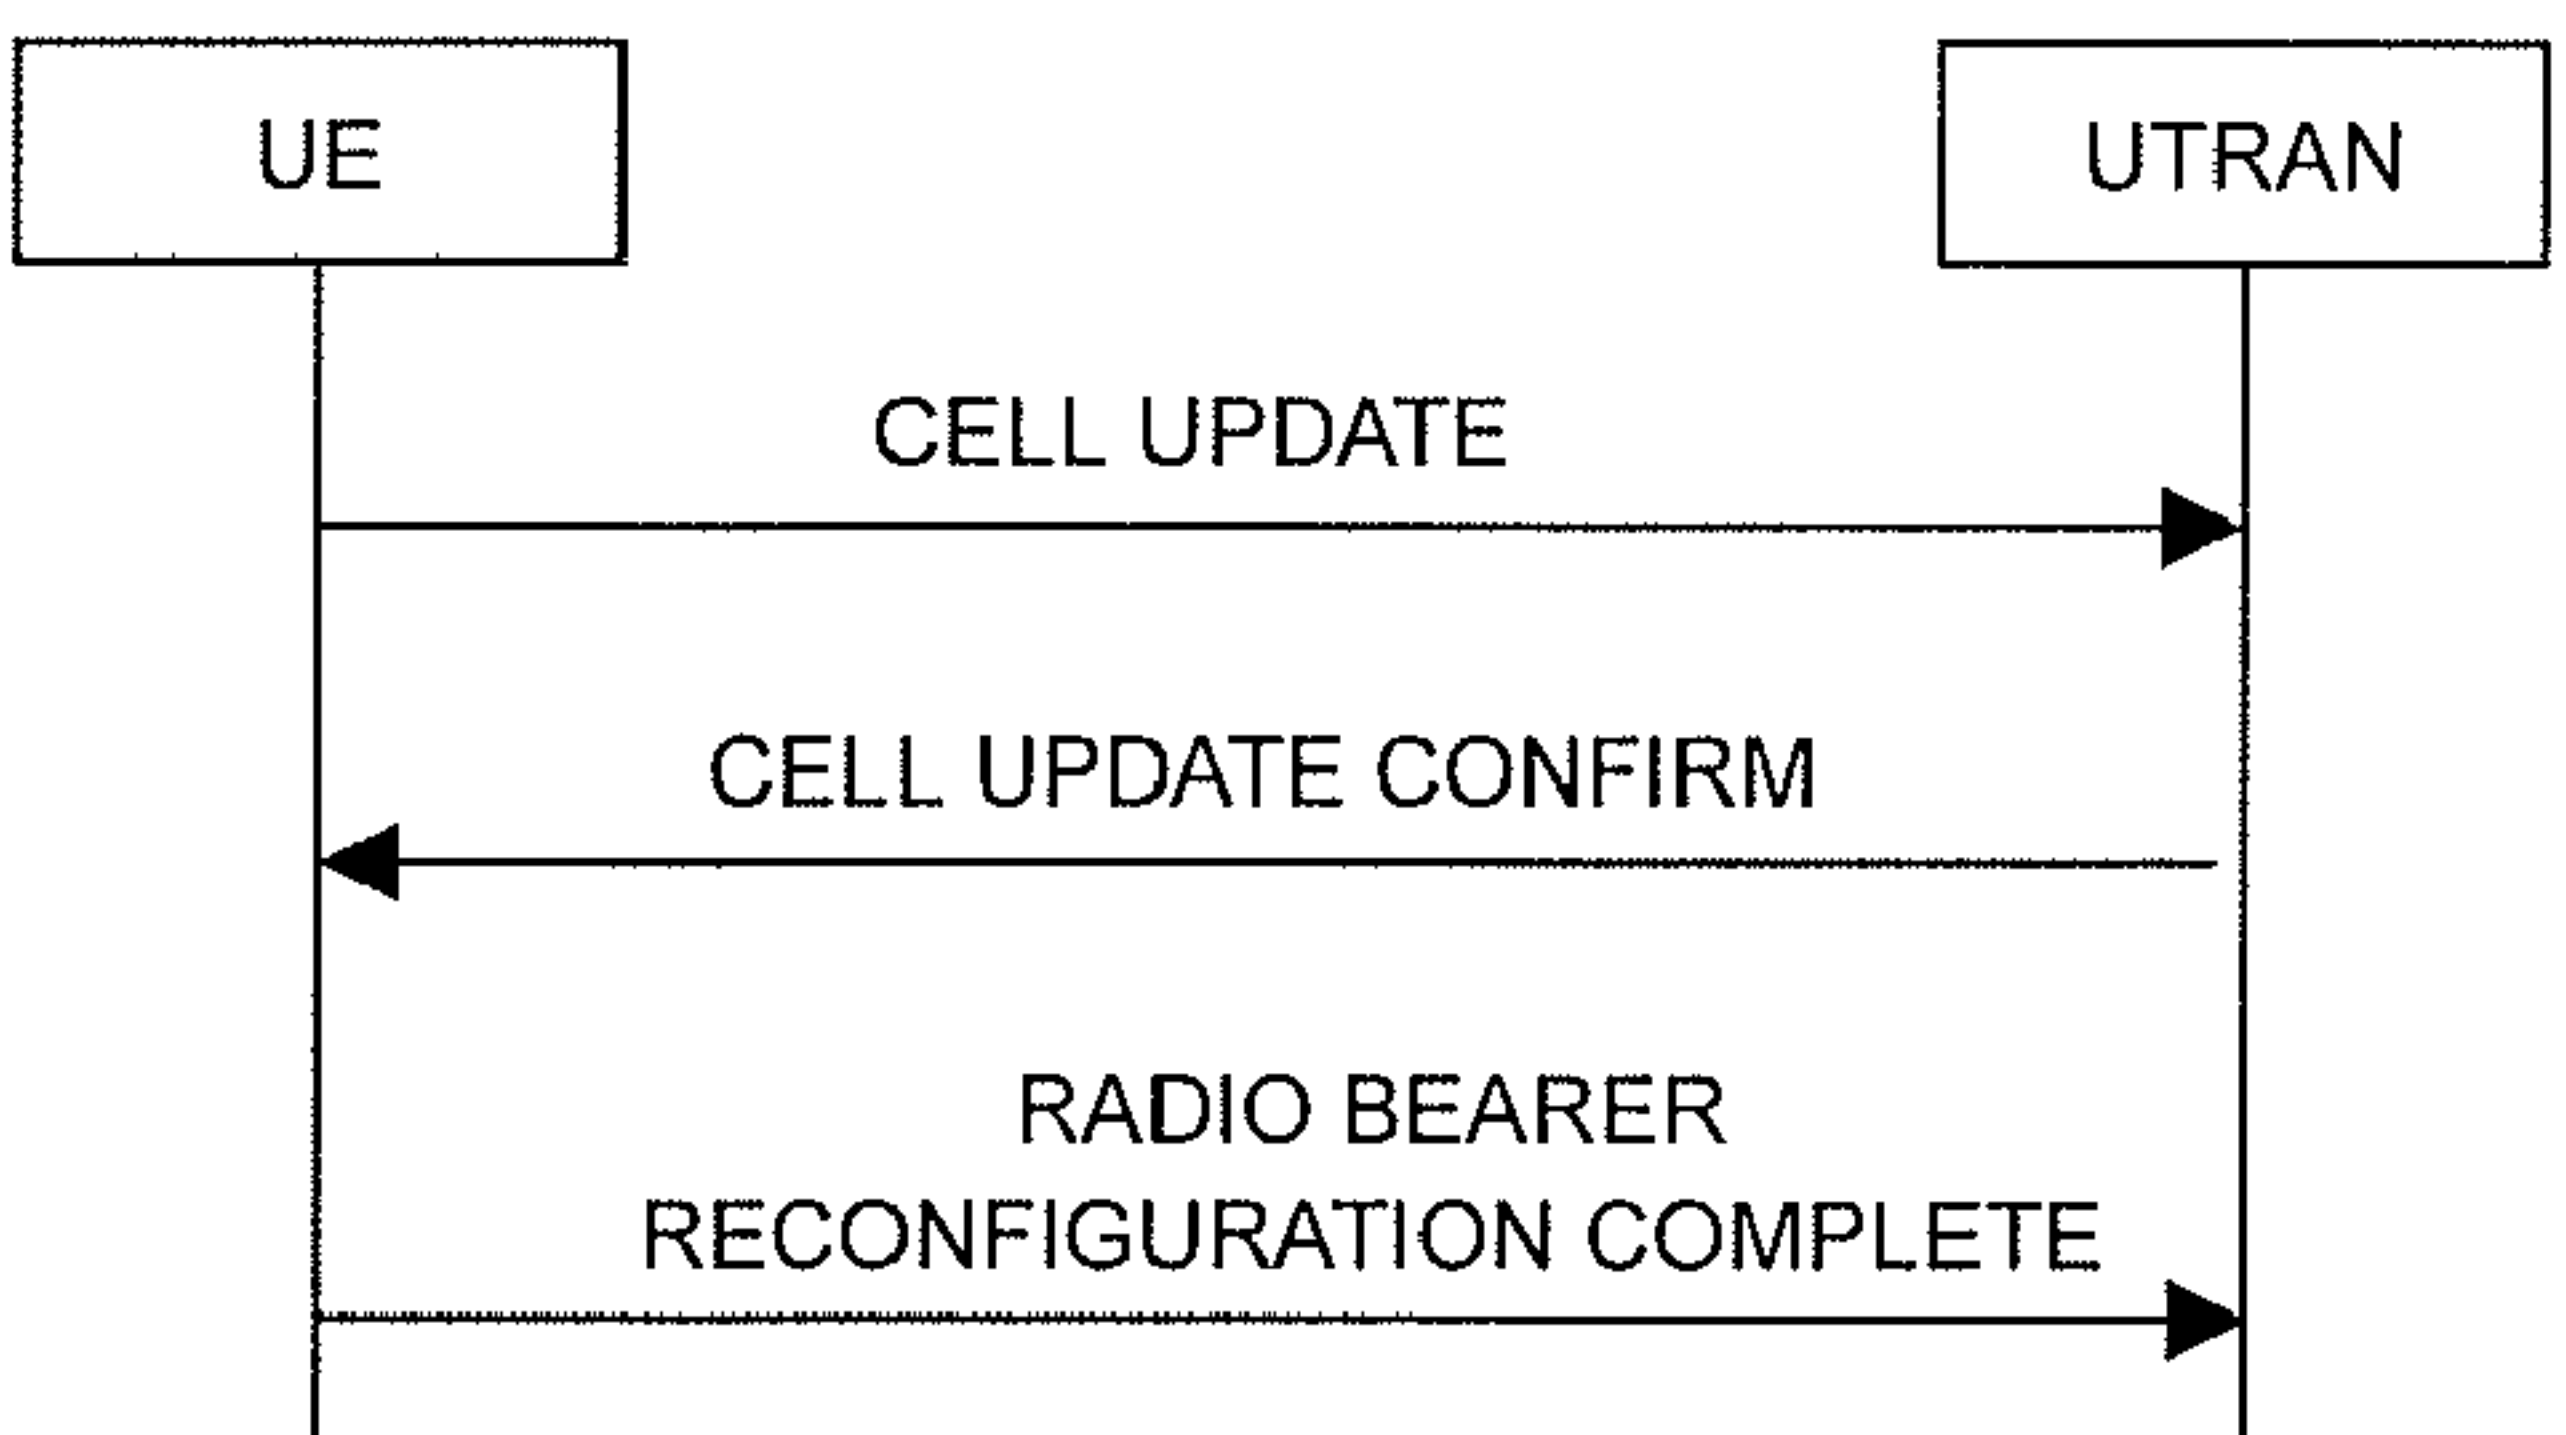 UE
UTRAN
CELL UPDATE
CELL UPDATE CONFIRM
RADIO BEARER
RECONFIGURATION COMPLETE